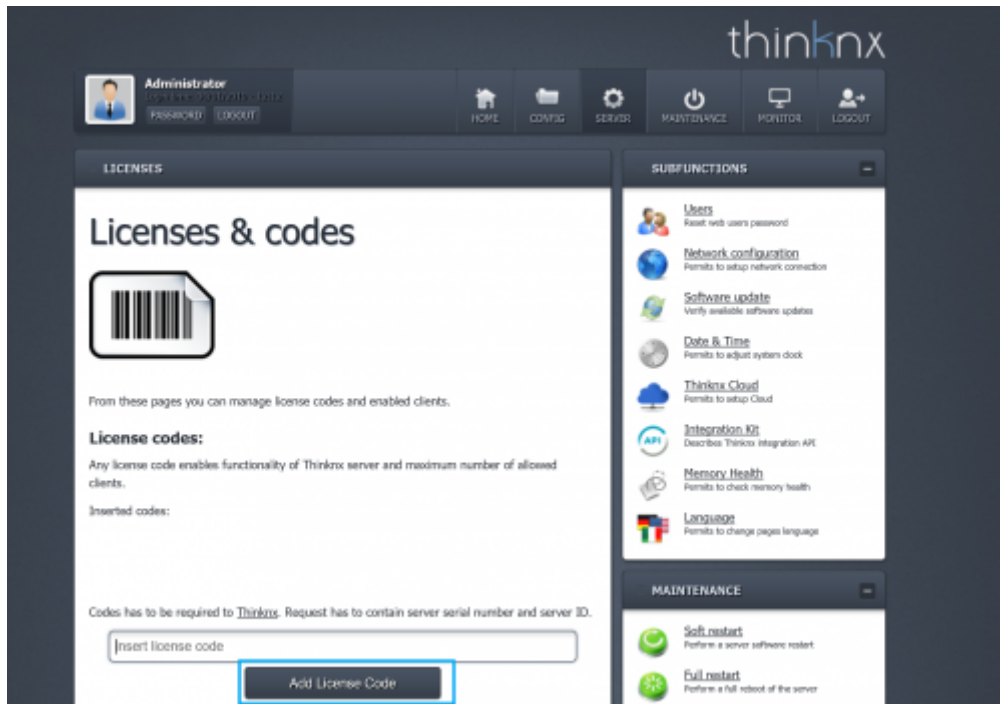 thinknx
Administrator
PASSWORD LOGOUT
HOME CONFIG SERVER MAINTENANCE MONITOR LOGOUT
LICENSES
Licenses & codes
From these pages you can manage license codes and enabled clients.
License codes:
Any license code enables functionality of Thinknx server and maximum number of allowed
clients.
Inserted codes:
Codes has to be required to Thinknx. Request has to contain server serial number and server ID.
Insert license code
Add License Code
SUBFUNCTIONS
Users
Reset web users password
Network configuration
Permits to setup network connection
Software update
Verify available software updates
Date & Time
Permits to adjust system clock
Thinknx Cloud
Permits to setup Cloud
API
Integration Kit
Describes Thinknx integration API
Memory Health
Permits to check memory health
Language
Permits to change pages language
MAINTENANCE
Soft restart
Perform a server software restart
Full restart
Perform a full reboot of the server